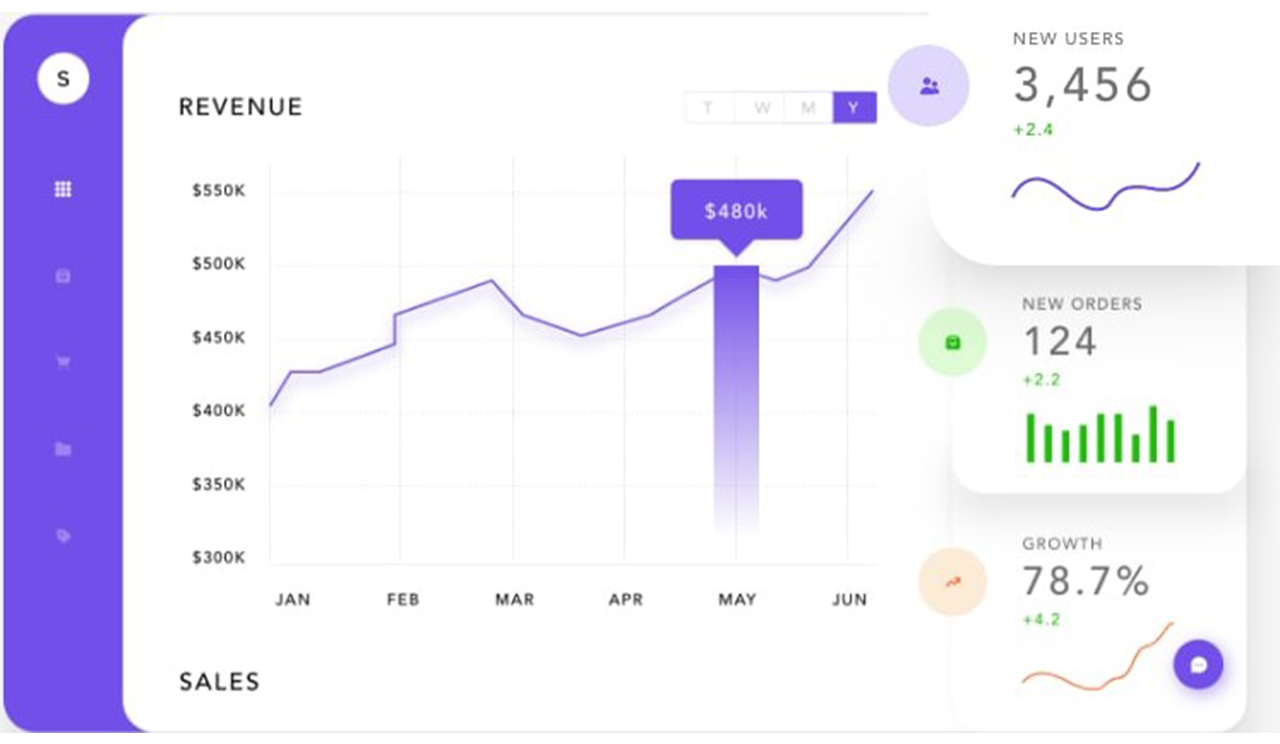 S
REVENUE
T W M Y
$550K
$500K
$450K
$400K
$350K
$300K
$480k
JAN FEB MAR APR MAY JUN
SALES
NEW USERS
3,456
+2.4
NEW ORDERS
124
+2.2
GROWTH
78.7%
+4.2